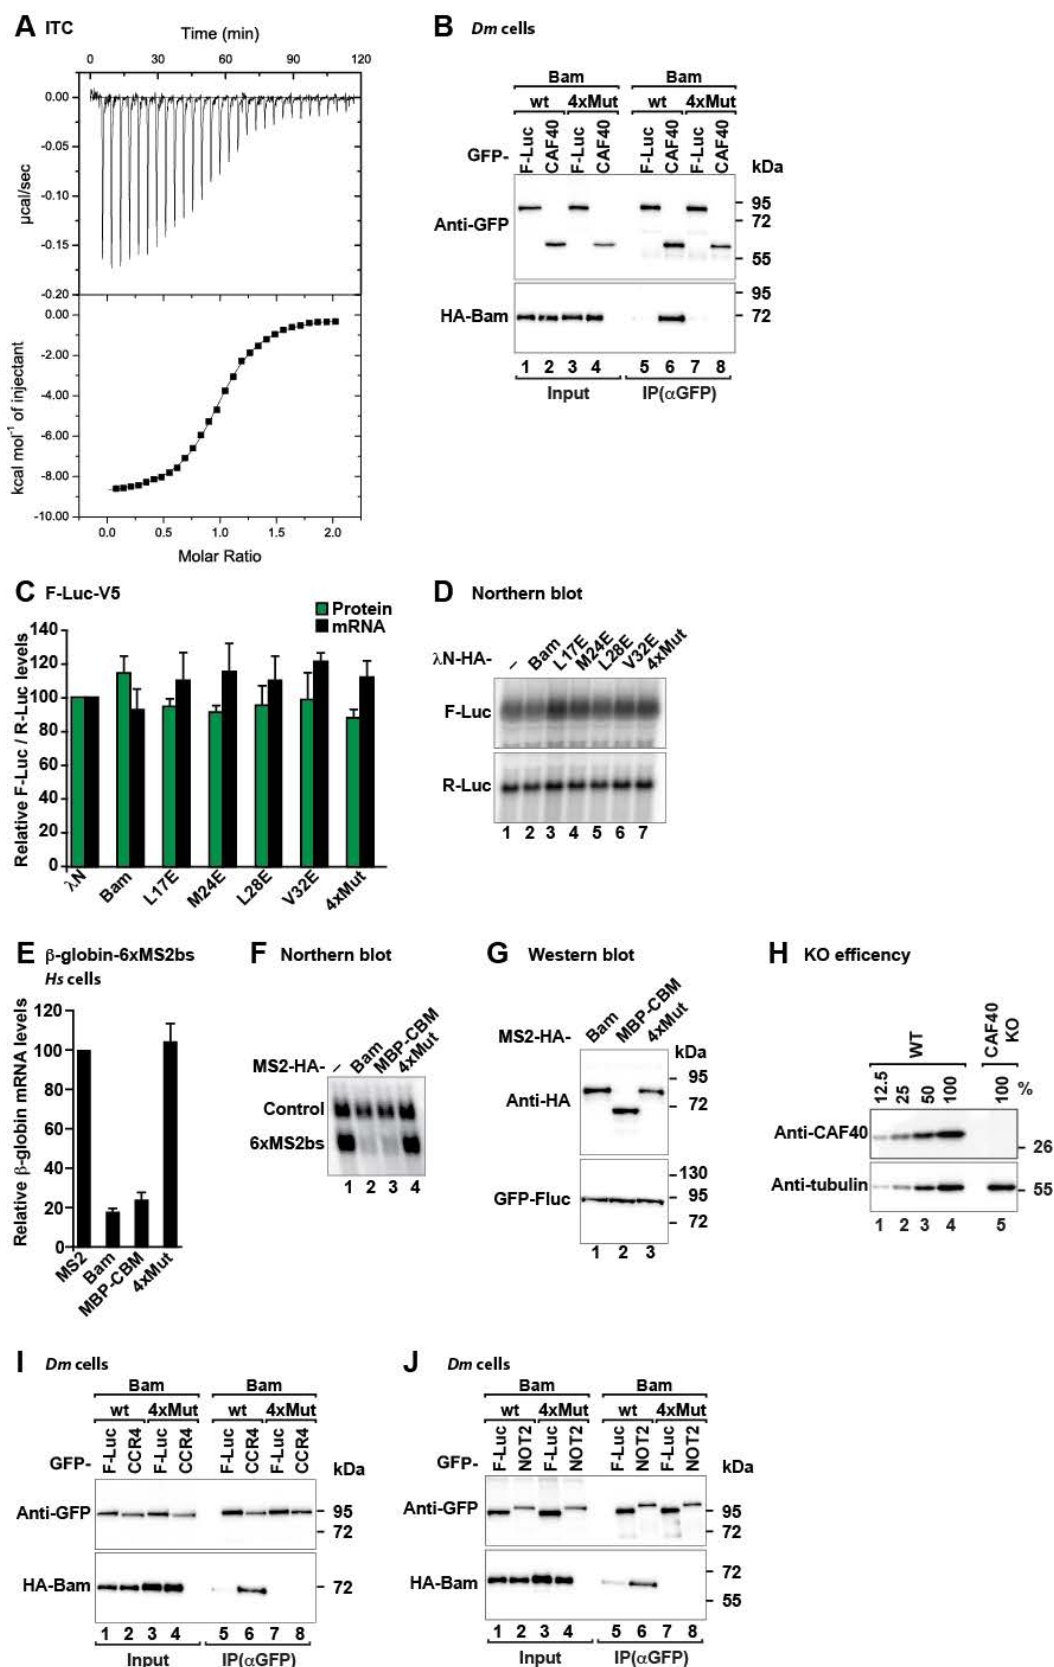 A ITC
Time (min)
0 30 60 90 120
0.00
-0.05
-0.10
-0.15
-0.20
µcal/sec
0.00
-2.00
-4.00
-6.00
-8.00
-10.00
kcal mol⁻¹ of injectant
0.0 0.5 1.0 1.5 2.0
Molar Ratio
B Dm cells
Bam Bam
wt 4xMut wt 4xMut
GFP- F-Luc CAF40 F-Luc CAF40 F-Luc CAF40 F-Luc CAF40 kDa
Anti-GFP
95
72
55
HA-Bam
95
72
1 2 3 4 5 6 7 8
Input IP(αGFP)
C F-Luc-V5
Protein
mRNA
Relative F-Luc / R-Luc levels
140
120
100
80
60
40
20
0
λN Bam L17E M24E L28E V32E 4xMut
D Northern blot
λN-HA- – Bam L17E M24E L28E V32E 4xMut
F-Luc
R-Luc
1 2 3 4 5 6 7
E β-globin-6xMS2bs
Hs cells
Relative β-globin mRNA levels
120
100
80
60
40
20
0
MS2 Bam MBP-CBM 4xMut
F Northern blot
MS2-HA- – Bam MBP-CBM 4xMut
Control
6xMS2bs
1 2 3 4
G Western blot
MS2-HA- Bam MBP-CBM 4xMut
kDa
Anti-HA
95
72
GFP-Fluc
130
95
72
1 2 3
H KO efficency
WT CAF40 KO
12.5 25 50 100 100 %
Anti-CAF40
26
Anti-tubulin
55
1 2 3 4 5
I Dm cells
Bam Bam
wt 4xMut wt 4xMut
GFP- F-Luc CCR4 F-Luc CCR4 F-Luc CCR4 F-Luc CCR4 kDa
Anti-GFP
95
72
HA-Bam
72
1 2 3 4 5 6 7 8
Input IP(αGFP)
J Dm cells
Bam Bam
wt 4xMut wt 4xMut
GFP- F-Luc NOT2 F-Luc NOT2 F-Luc NOT2 F-Luc NOT2 kDa
Anti-GFP
95
72
HA-Bam
72
55
1 2 3 4 5 6 7 8
Input IP(αGFP)